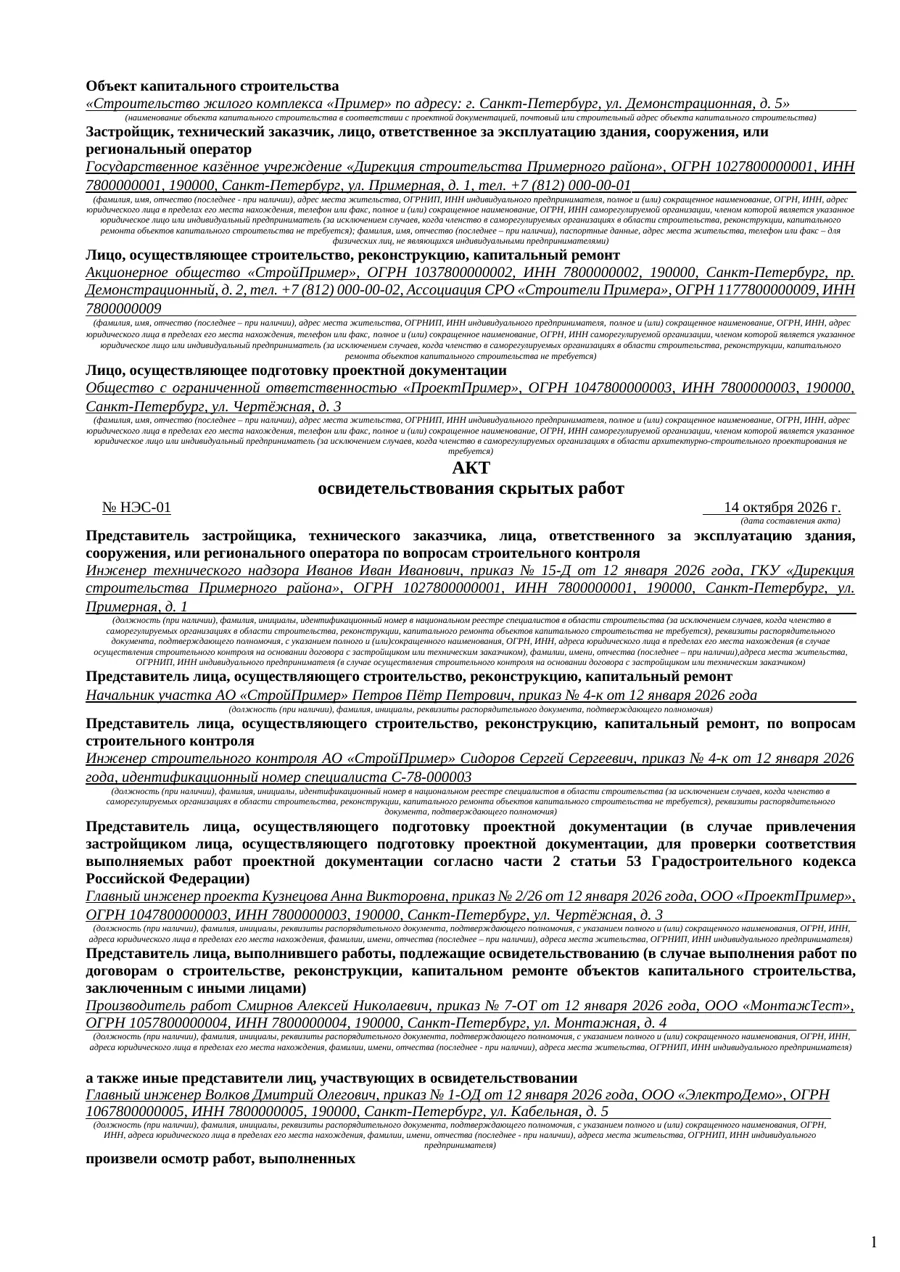 Объект капитального строительства
«Строительство жилого комплекса «Пример» по адресу: г. Санкт-Петербург, ул. Демонстрационная, д. 5»
(наименование объекта капитального строительства в соответствии с проектной документацией, почтовый или строительный адрес объекта капитального строительства)
Застройщик, технический заказчик, лицо, ответственное за эксплуатацию здания, сооружения, или
региональный оператор
Государственное казённое учреждение «Дирекция строительства Примерного района», ОГРН 1027800000001, ИНН
7800000001, 190000, Санкт-Петербург, ул. Примерная, д. 1, тел. +7 (812) 000-00-01
(фамилия, имя, отчество (последнее - при наличии), адрес места жительства, ОГРНИП, ИНН индивидуального предпринимателя, полное и (или) сокращенное наименование, ОГРН, ИНН, адрес
юридического лица в пределах его места нахождения, телефон или факс, полное и (или) сокращенное наименование, ОГРН, ИНН саморегулируемой организации, членом которой является указанное
юридическое лицо или индивидуальный предприниматель (за исключением случаев, когда членство в саморегулируемых организациях в области строительства, реконструкции, капитального
ремонта объектов капитального строительства не требуется); фамилия, имя, отчество (последнее – при наличии), паспортные данные, адрес места жительства, телефон или факс – для
физических лиц, не являющихся индивидуальными предпринимателями)
Лицо, осуществляющее строительство, реконструкцию, капитальный ремонт
Акционерное общество «СтройПример», ОГРН 1037800000002, ИНН 7800000002, 190000, Санкт-Петербург, пр.
Демонстрационный, д. 2, тел. +7 (812) 000-00-02, Ассоциация СРО «Строители Примера», ОГРН 1177800000009, ИНН
7800000009
(фамилия, имя, отчество (последнее – при наличии), адрес места жительства, ОГРНИП, ИНН индивидуального предпринимателя, полное и (или) сокращенное наименование, ОГРН, ИНН, адрес
юридического лица в пределах его места нахождения, телефон или факс, полное и (или) сокращенное наименование, ОГРН, ИНН саморегулируемой организации, членом которой является указанное
юридическое лицо или индивидуальный предприниматель (за исключением случаев, когда членство в саморегулируемых организациях в области строительства, реконструкции, капитального
ремонта объектов капитального строительства не требуется)
Лицо, осуществляющее подготовку проектной документации
Общество с ограниченной ответственностью «ПроектПример», ОГРН 1047800000003, ИНН 7800000003, 190000,
Санкт-Петербург, ул. Чертёжная, д. 3
(фамилия, имя, отчество (последнее – при наличии), адрес места жительства, ОГРНИП, ИНН индивидуального предпринимателя, полное и (или) сокращенное наименование, ОГРН, ИНН, адрес
юридического лица в пределах его места нахождения, телефон или факс, полное и (или) сокращенное наименование, ОГРН, ИНН саморегулируемой организации, членом которой является указанное
юридическое лицо или индивидуальный предприниматель (за исключением случаев, когда членство в саморегулируемых организациях в области архитектурно-строительного проектирования не
требуется)
АКТ
освидетельствования скрытых работ
№ НЭС-01 14 октября 2026 г.
(дата составления акта)
Представитель застройщика, технического заказчика, лица, ответственного за эксплуатацию здания,
сооружения, или регионального оператора по вопросам строительного контроля
Инженер технического надзора Иванов Иван Иванович, приказ № 15-Д от 12 января 2026 года, ГКУ «Дирекция
строительства Примерного района», ОГРН 1027800000001, ИНН 7800000001, 190000, Санкт-Петербург, ул.
Примерная, д. 1
(должность (при наличии), фамилия, инициалы, идентификационный номер в национальном реестре специалистов в области строительства (за исключением случаев, когда членство в
саморегулируемых организациях в области строительства, реконструкции, капитального ремонта объектов капитального строительства не требуется), реквизиты распорядительного
документа, подтверждающего полномочия, с указанием полного и (или)сокращенного наименования, ОГРН, ИНН, адреса юридического лица в пределах его места нахождения (в случае
осуществления строительного контроля на основании договора с застройщиком или техническим заказчиком), фамилии, имени, отчества (последнее – при наличии),адреса места жительства,
ОГРНИП, ИНН индивидуального предпринимателя (в случае осуществления строительного контроля на основании договора с застройщиком или техническим заказчиком)
Представитель лица, осуществляющего строительство, реконструкцию, капитальный ремонт
Начальник участка АО «СтройПример» Петров Пётр Петрович, приказ № 4-к от 12 января 2026 года
(должность (при наличии), фамилия, инициалы, реквизиты распорядительного документа, подтверждающего полномочия)
Представитель лица, осуществляющего строительство, реконструкцию, капитальный ремонт, по вопросам
строительного контроля
Инженер строительного контроля АО «СтройПример» Сидоров Сергей Сергеевич, приказ № 4-к от 12 января 2026
года, идентификационный номер специалиста С-78-000003
(должность (при наличии), фамилия, инициалы, идентификационный номер в национальном реестре специалистов в области строительства (за исключением случаев, когда членство в
саморегулируемых организациях в области строительства, реконструкции, капитального ремонта объектов капитального строительства не требуется), реквизиты распорядительного
документа, подтверждающего полномочия)
Представитель лица, осуществляющего подготовку проектной документации (в случае привлечения
застройщиком лица, осуществляющего подготовку проектной документации, для проверки соответствия
выполняемых работ проектной документации согласно части 2 статьи 53 Градостроительного кодекса
Российской Федерации)
Главный инженер проекта Кузнецова Анна Викторовна, приказ № 2/26 от 12 января 2026 года, ООО «ПроектПример»,
ОГРН 1047800000003, ИНН 7800000003, 190000, Санкт-Петербург, ул. Чертёжная, д. 3
(должность (при наличии), фамилия, инициалы, реквизиты распорядительного документа, подтверждающего полномочия, с указанием полного и (или) сокращенного наименования, ОГРН, ИНН,
адреса юридического лица в пределах его места нахождения, фамилии, имени, отчества (последнее – при наличии), адреса места жительства, ОГРНИП, ИНН индивидуального предпринимателя)
Представитель лица, выполнившего работы, подлежащие освидетельствованию (в случае выполнения работ по
договорам о строительстве, реконструкции, капитальном ремонте объектов капитального строительства,
заключенным с иными лицами)
Производитель работ Смирнов Алексей Николаевич, приказ № 7-ОТ от 12 января 2026 года, ООО «МонтажТест»,
ОГРН 1057800000004, ИНН 7800000004, 190000, Санкт-Петербург, ул. Монтажная, д. 4
(должность (при наличии), фамилия, инициалы, реквизиты распорядительного документа, подтверждающего полномочия, с указанием полного и (или) сокращенного наименования, ОГРН, ИНН,
адреса юридического лица в пределах его места нахождения, фамилии, имени, отчества (последнее - при наличии), адреса места жительства, ОГРНИП, ИНН индивидуального предпринимателя)
а также иные представители лиц, участвующих в освидетельствовании
Главный инженер Волков Дмитрий Олегович, приказ № 1-ОД от 12 января 2026 года, ООО «ЭлектроДемо», ОГРН
1067800000005, ИНН 7800000005, 190000, Санкт-Петербург, ул. Кабельная, д. 5
(должность (при наличии), фамилия, инициалы, реквизиты распорядительного документа, подтверждающего полномочия, с указанием полного и (или) сокращенного наименования, ОГРН,
ИНН, адреса юридического лица в пределах его места нахождения, фамилии, имени, отчества (последнее - при наличии), адреса места жительства, ОГРНИП, ИНН индивидуального
предпринимателя)
произвели осмотр работ, выполненных
1